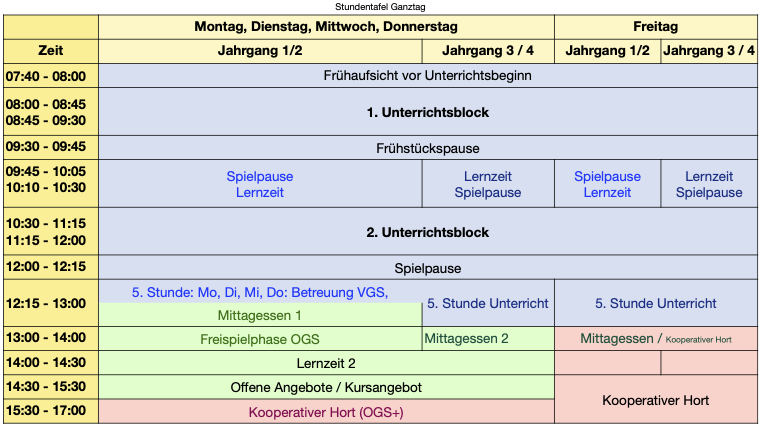 Stundentafel Ganztag
Montag, Dienstag, Mittwoch, Donnerstag Freitag
Zeit Jahrgang 1/2 Jahrgang 3 / 4 Jahrgang 1/2 Jahrgang 3 / 4
07:40 - 08:00 Frühaufsicht vor Unterrichtsbeginn
08:00 - 08:45
08:45 - 09:30
1. Unterrichtsblock
09:30 - 09:45 Frühstückspause
09:45 - 10:05 Spielpause Lernzeit Spielpause Lernzeit
10:10 - 10:30 Lernzeit Spielpause Lernzeit Spielpause
10:30 - 11:15
11:15 - 12:00
2. Unterrichtsblock
12:00 - 12:15 Spielpause
12:15 - 13:00 5. Stunde: Mo, Di, Mi, Do: Betreuung VGS, 5. Stunde Unterricht 5. Stunde Unterricht
Mittagessen 1
13:00 - 14:00 Freispielphase OGS Mittagessen 2 Mittagessen / Kooperativer Hort
14:00 - 14:30 Lernzeit 2
14:30 - 15:30 Offene Angebote / Kursangebot Kooperativer Hort
15:30 - 17:00 Kooperativer Hort (OGS+)